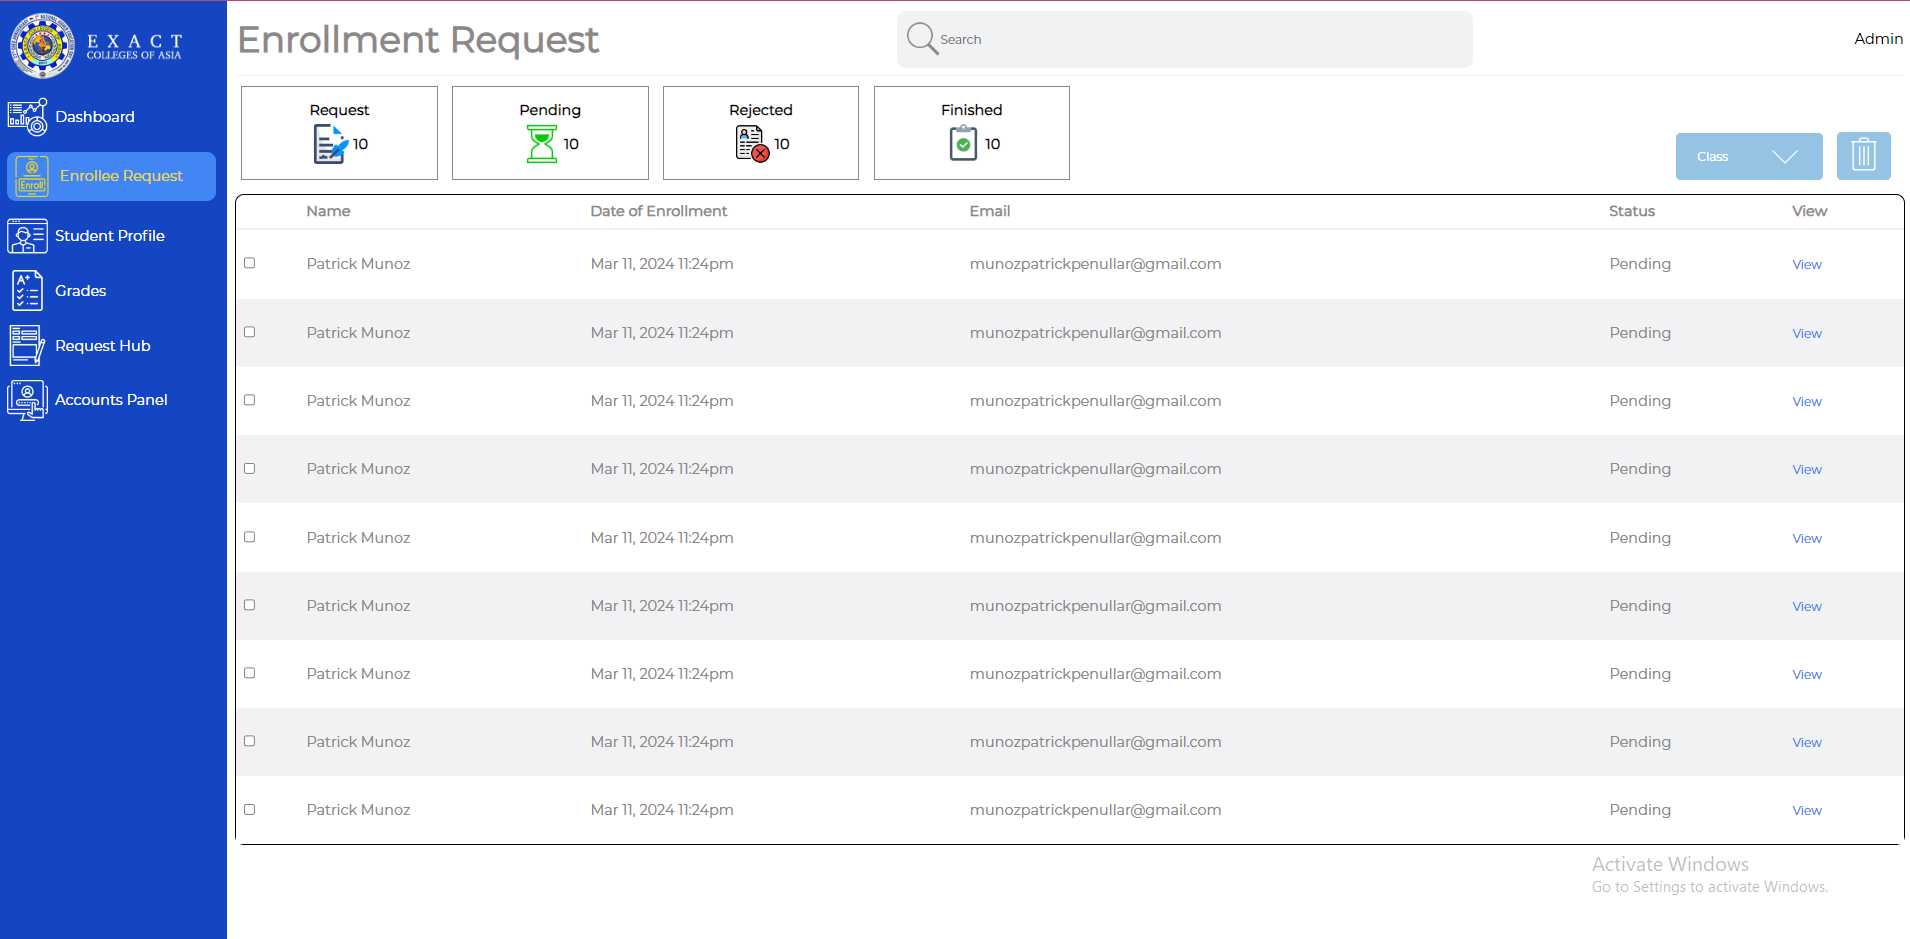 EXACT
COLLEGES OF ASIA
Enrollment Request
Search
Admin
Dashboard
Enroll
Enrollee Request
Student Profile
A+
Grades
Request Hub
Accounts Panel
Request
10
Pending
10
Rejected
10
Finished
10
Class
Name Date of Enrollment Email Status View
Patrick Munoz Mar 11, 2024 11:24pm munozpatrickpenullar@gmail.com Pending View
Patrick Munoz Mar 11, 2024 11:24pm munozpatrickpenullar@gmail.com Pending View
Patrick Munoz Mar 11, 2024 11:24pm munozpatrickpenullar@gmail.com Pending View
Patrick Munoz Mar 11, 2024 11:24pm munozpatrickpenullar@gmail.com Pending View
Patrick Munoz Mar 11, 2024 11:24pm munozpatrickpenullar@gmail.com Pending View
Patrick Munoz Mar 11, 2024 11:24pm munozpatrickpenullar@gmail.com Pending View
Patrick Munoz Mar 11, 2024 11:24pm munozpatrickpenullar@gmail.com Pending View
Patrick Munoz Mar 11, 2024 11:24pm munozpatrickpenullar@gmail.com Pending View
Patrick Munoz Mar 11, 2024 11:24pm munozpatrickpenullar@gmail.com Pending View
Activate Windows
Go to Settings to activate Windows.